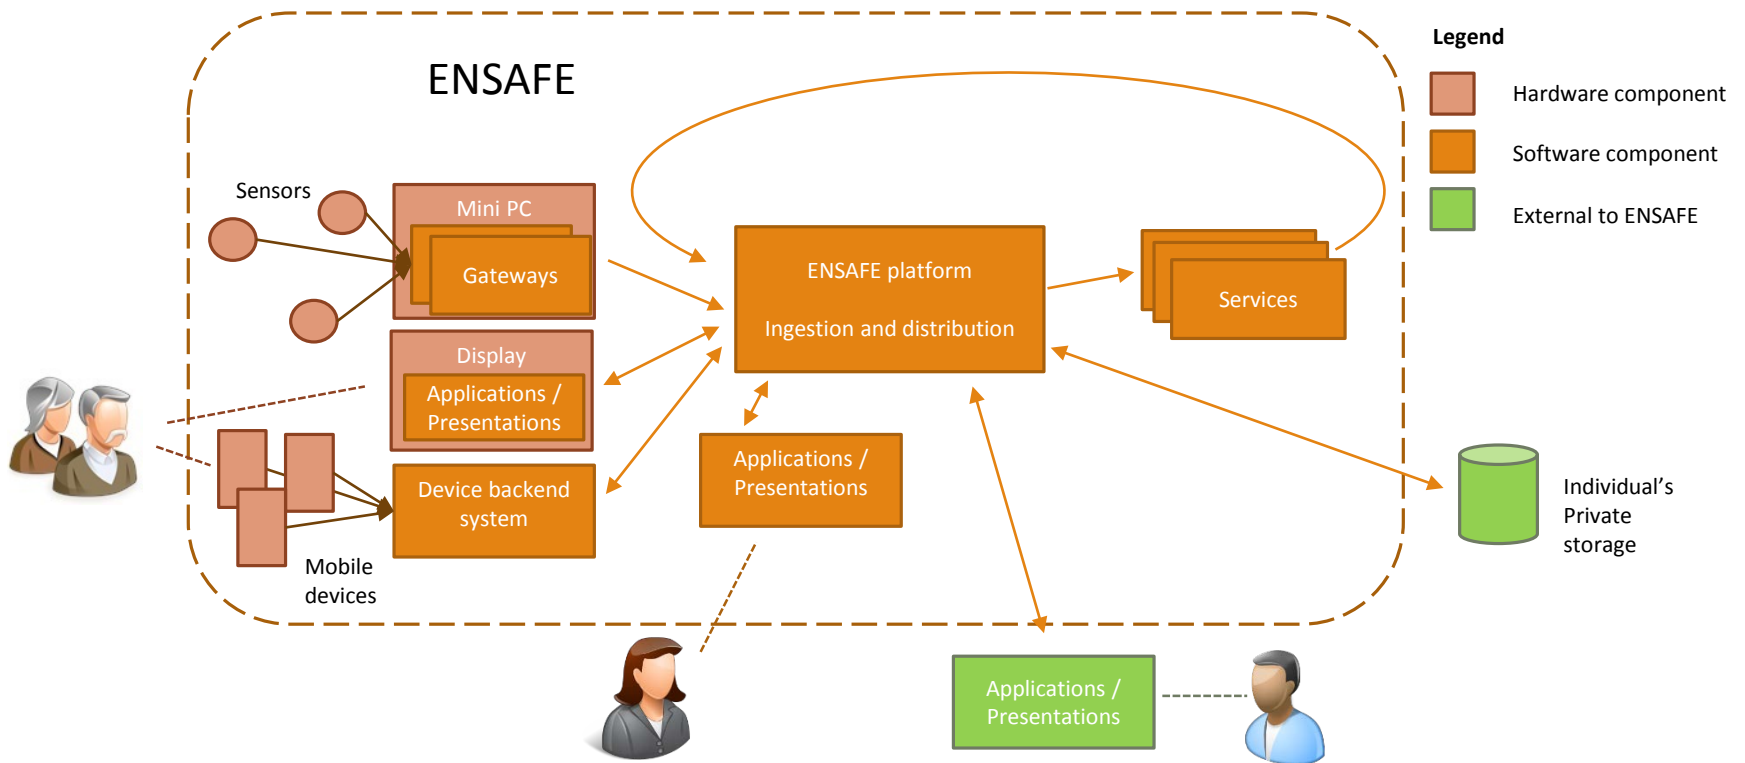 ENSAFE
Legend
Hardware component
Software component
External to ENSAFE
Sensors
Mini PC
Gateways
Display
Applications /
Presentations
Device backend
system
Mobile
devices
ENSAFE platform
Ingestion and distribution
Services
Applications /
Presentations
Individual’s
Private
storage
Applications /
Presentations